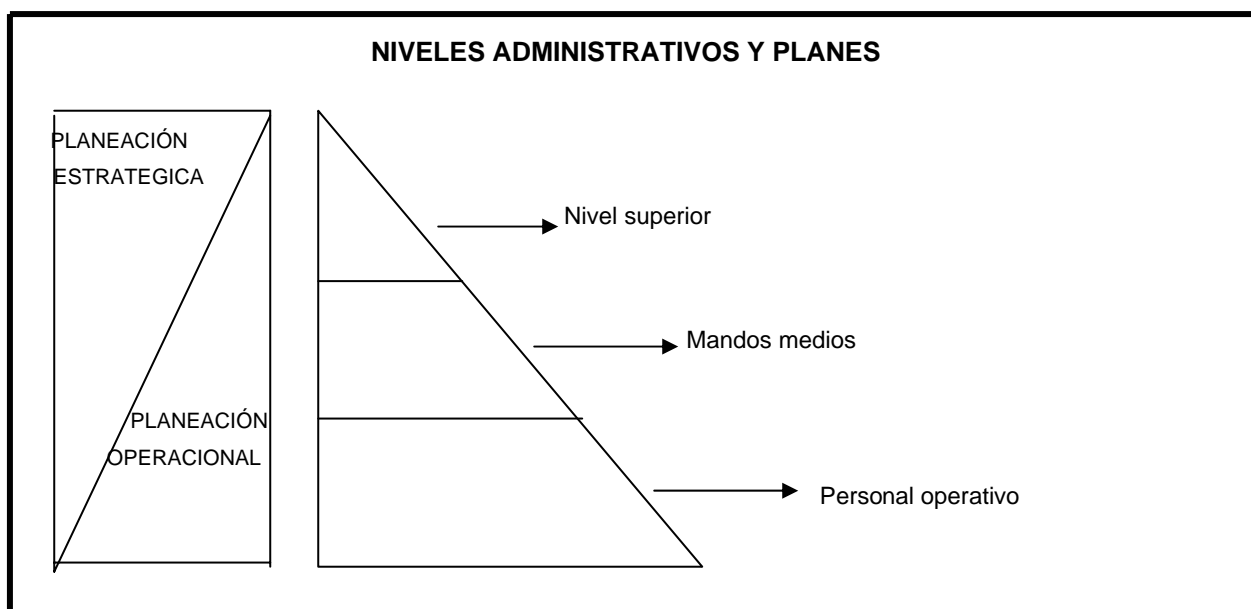 NIVELES ADMINISTRATIVOS Y PLANES
PLANEACIÓN
ESTRATEGICA
Nivel superior
Mandos medios
PLANEACIÓN
OPERACIONAL
Personal operativo